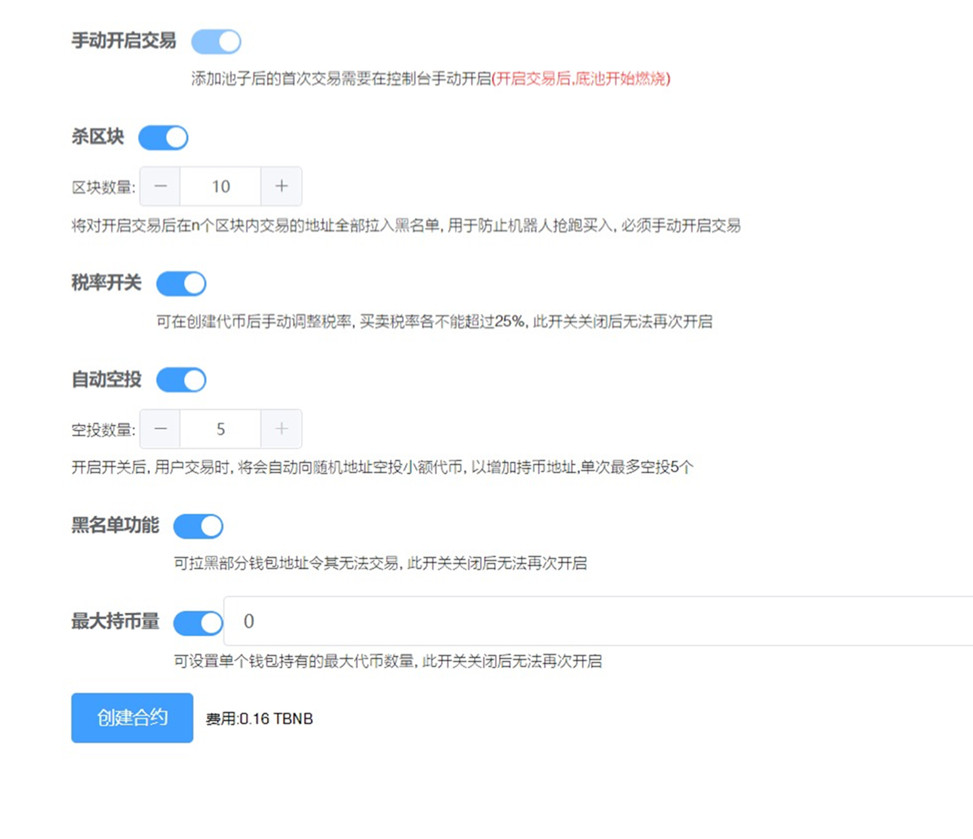 手动开启交易
添加池子后的首次交易需要在控制台手动开启(开启交易后,底池开始燃烧)
杀区块
区块数量: － 10 +
将对开启交易后在n个区块内交易的地址全部拉入黑名单, 用于防止机器人抢跑买入, 必须手动开启交易
税率开关
可在创建代币后手动调整税率, 买卖税率各不能超过25%, 此开关关闭后无法再次开启
自动空投
空投数量: － 5 +
开启开关后, 用户交易时, 将会自动向随机地址空投小额代币, 以增加持币地址,单次最多空投5个
黑名单功能
可拉黑部分钱包地址令其无法交易, 此开关关闭后无法再次开启
最大持币量 0
可设置单个钱包持有的最大代币数量, 此开关关闭后无法再次开启
创建合约 费用:0.16 TBNB